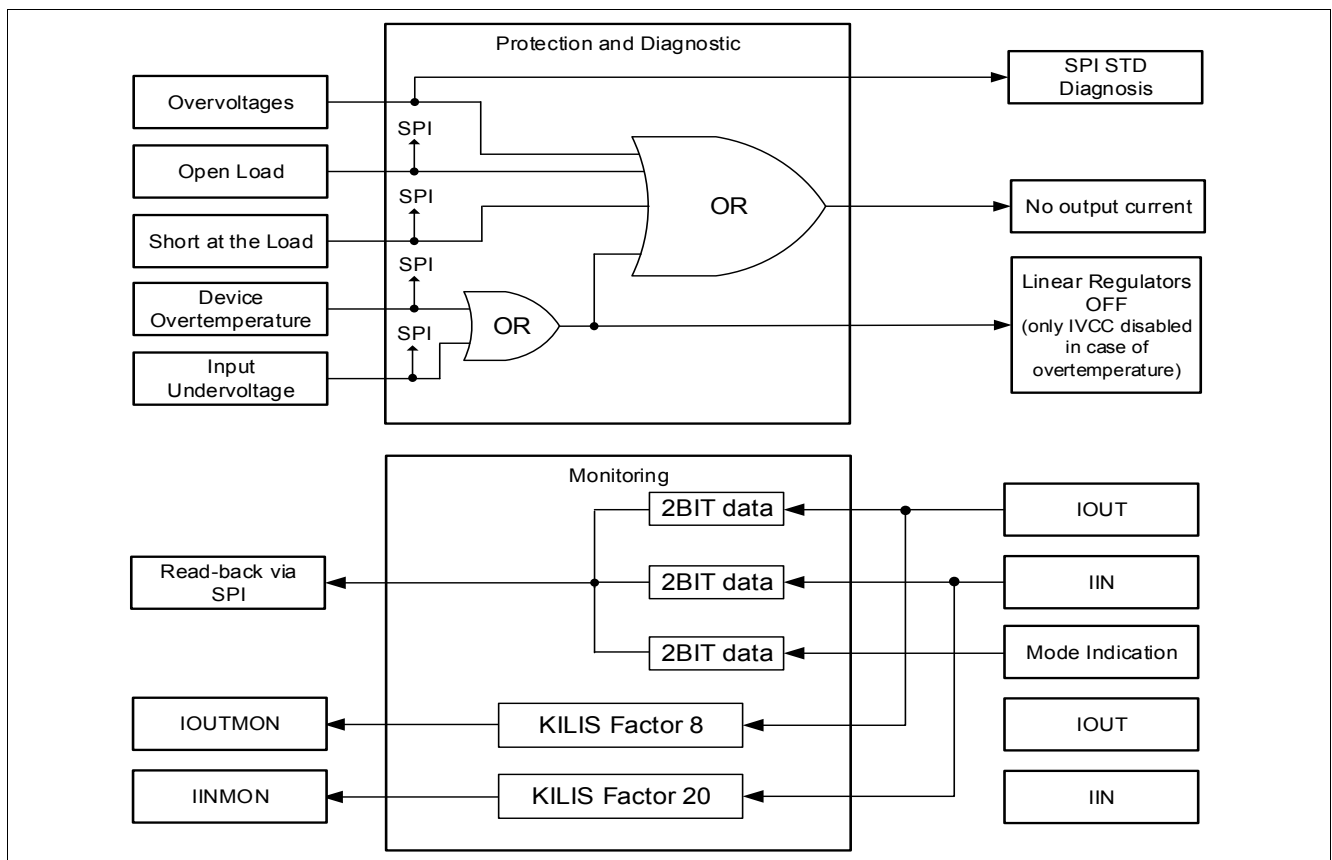 Protection and Diagnostic
Overvoltages
SPI STD
Diagnosis
SPI
Open Load
SPI
OR
No output current
Short at the Load
SPI
Device
Overtemperature
SPI
OR
Linear Regulators
OFF
(only IVCC disabled
in case of
overtemperature)
Input
Undervoltage
Monitoring
2BIT data
IOUT
Read-back via
SPI
2BIT data
IIN
2BIT data
Mode Indication
IOUTMON
KILIS Factor 8
IOUT
IINMON
KILIS Factor 20
IIN